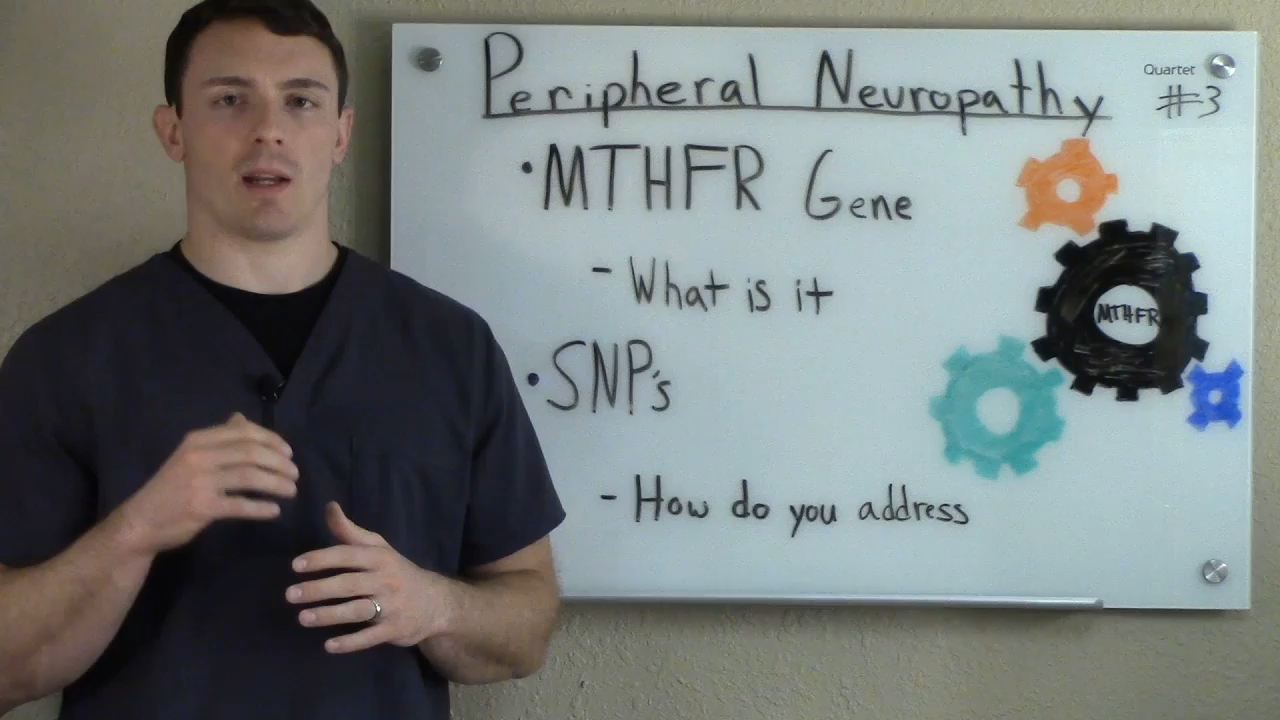 Peripheral Neuropathy
Quartet
#3
• MTHFR Gene
- What is it
MTHFR
• SNP's
- How do you address